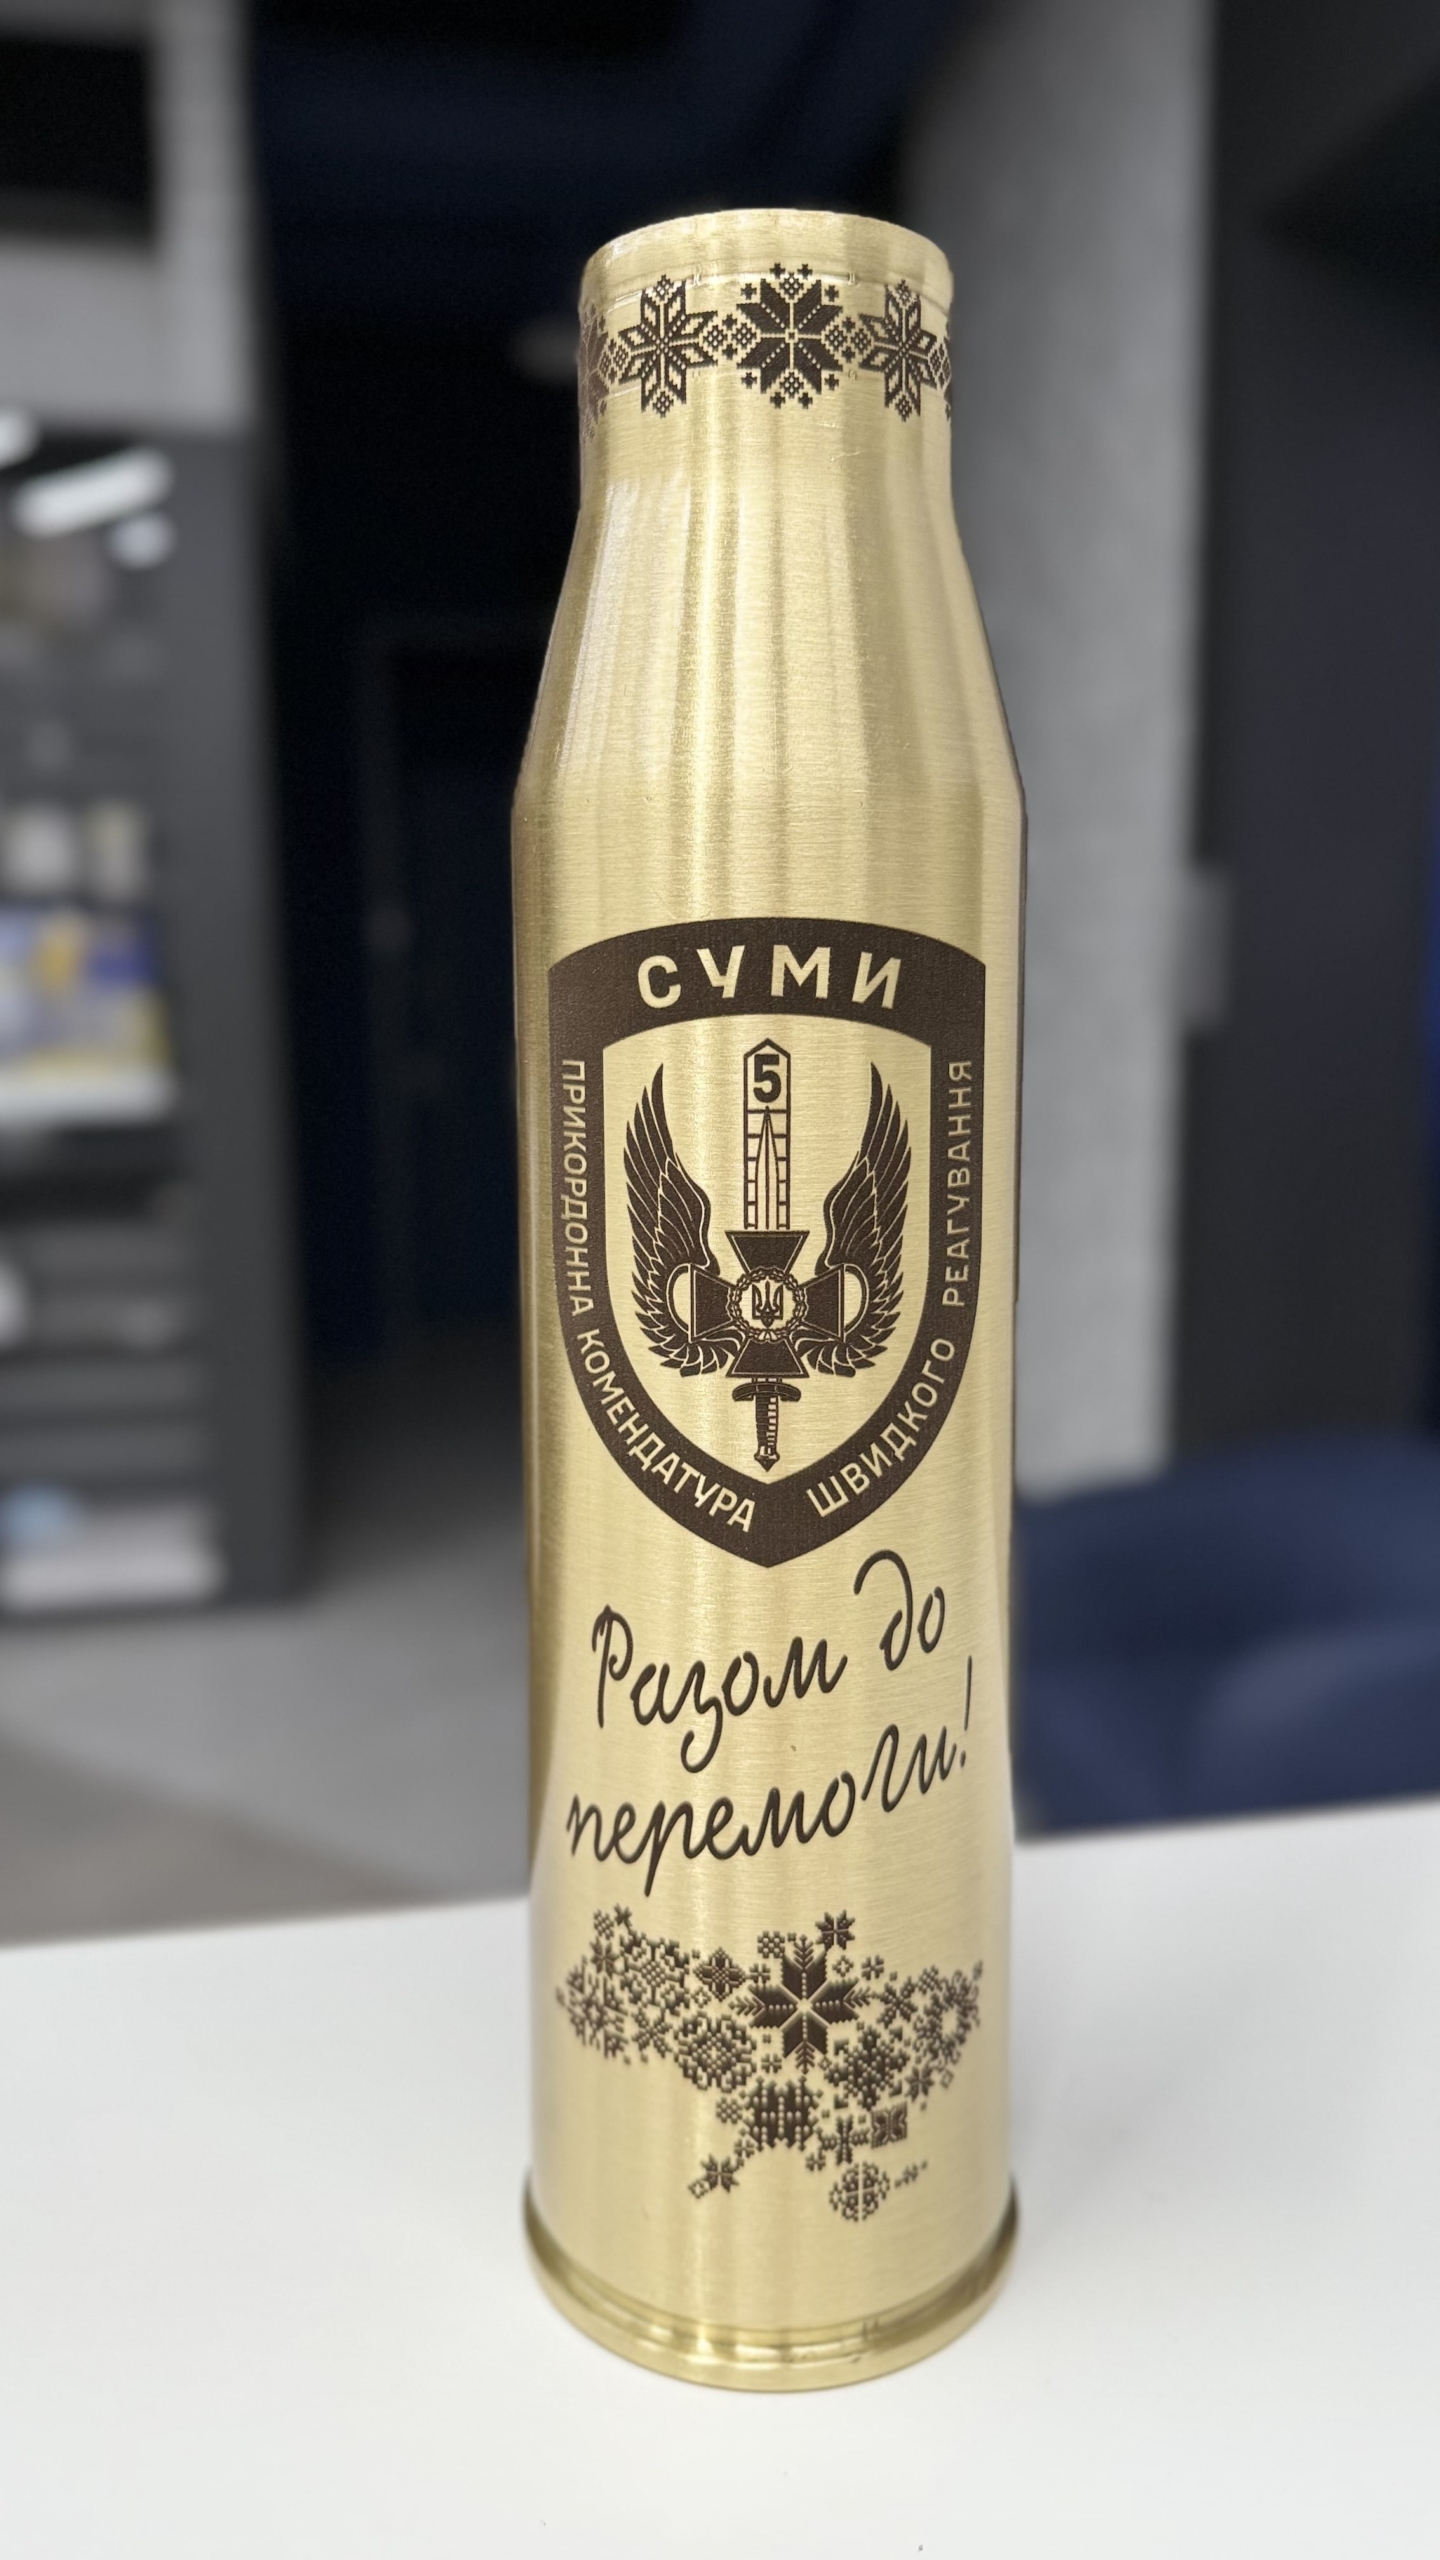 СУМИ
5
ПРИКОРДОННА КОМЕНДАТУРА
ШВИДКОГО РЕАГУВАННЯ
Разом до
перемоги!